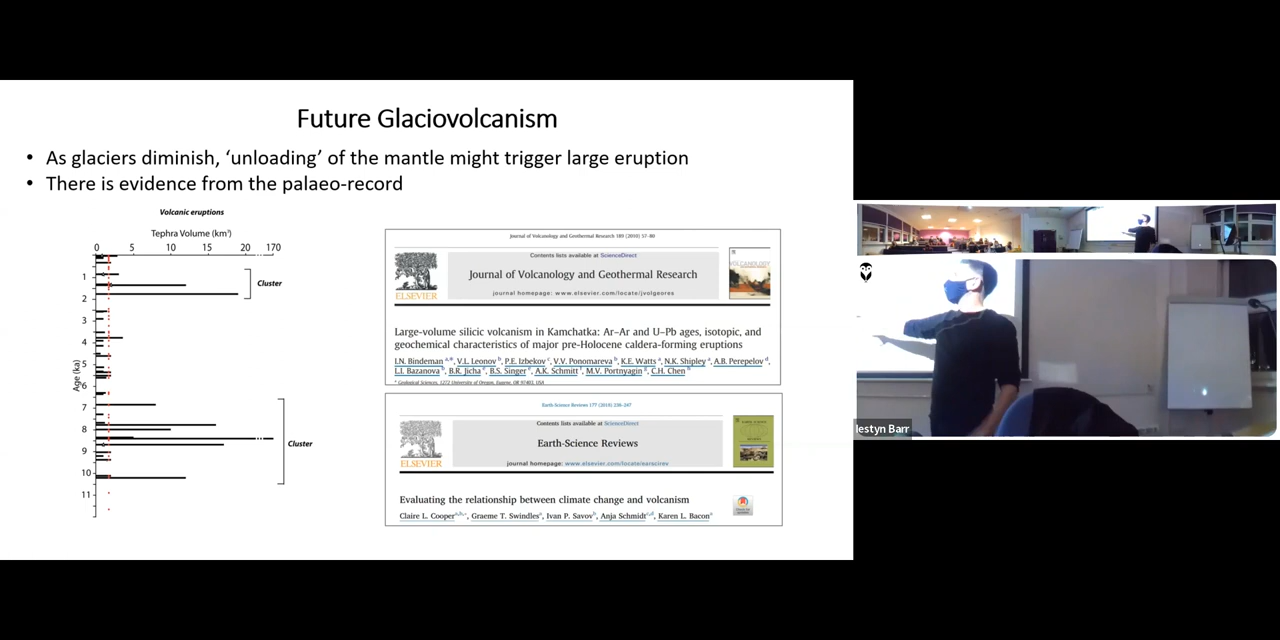 Future Glaciovolcanism
• As glaciers diminish, ‘unloading’ of the mantle might trigger large eruption
• There is evidence from the palaeo-record
Volcanic eruptions
Tephra Volume (km³)
0 5 10 15 20 170
1
2
3
4
5
6
7
8
9
10
11
Age (ka)
Cluster
Cluster
Journal of Volcanology and Geothermal Research 189 (2010) 57–80
Contents lists available at ScienceDirect
Journal of Volcanology and Geothermal Research
journal homepage: www.elsevier.com/locate/jvolgeores
ELSEVIER
Large-volume silicic volcanism in Kamchatka: Ar–Ar and U–Pb ages, isotopic, and
geochemical characteristics of major pre-Holocene caldera-forming eruptions
I.N. Bindeman, V.L. Leonov, P.E. Izbekov, V.V. Ponomareva, K.E. Watts, N.K. Shipley, A.B. Perepelov,
L.I. Bazanova, B.R. Jicha, B.S. Singer, A.K. Schmitt, M.V. Portnyagin, C.H. Chen
ᵃ Geological Sciences, 1272 University of Oregon, Eugene, OR 97403, USA
Contents lists available at ScienceDirect
Earth-Science Reviews
journal homepage: www.elsevier.com/locate/earscirev
ELSEVIER
Evaluating the relationship between climate change and volcanism
Claire L. Cooper, Graeme T. Swindles, Ivan P. Savov, Anja Schmidt, Karen L. Bacon
Iestyn Barr